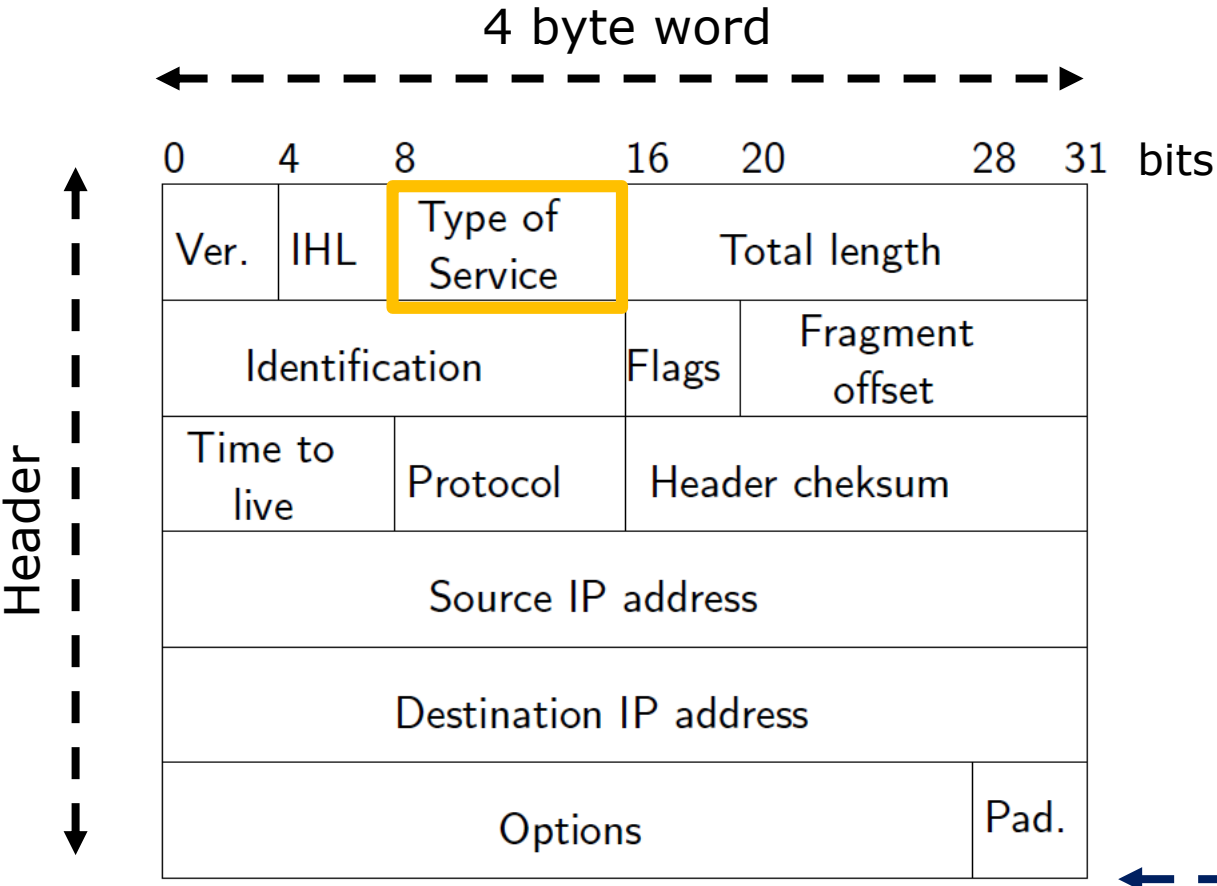 4 byte word
0 4 8 16 20 28 31 bits
Ver. IHL Type of Service Total length
Identification Flags Fragment offset
Time to live Protocol Header cheksum
Source IP address
Destination IP address
Options Pad.
Header